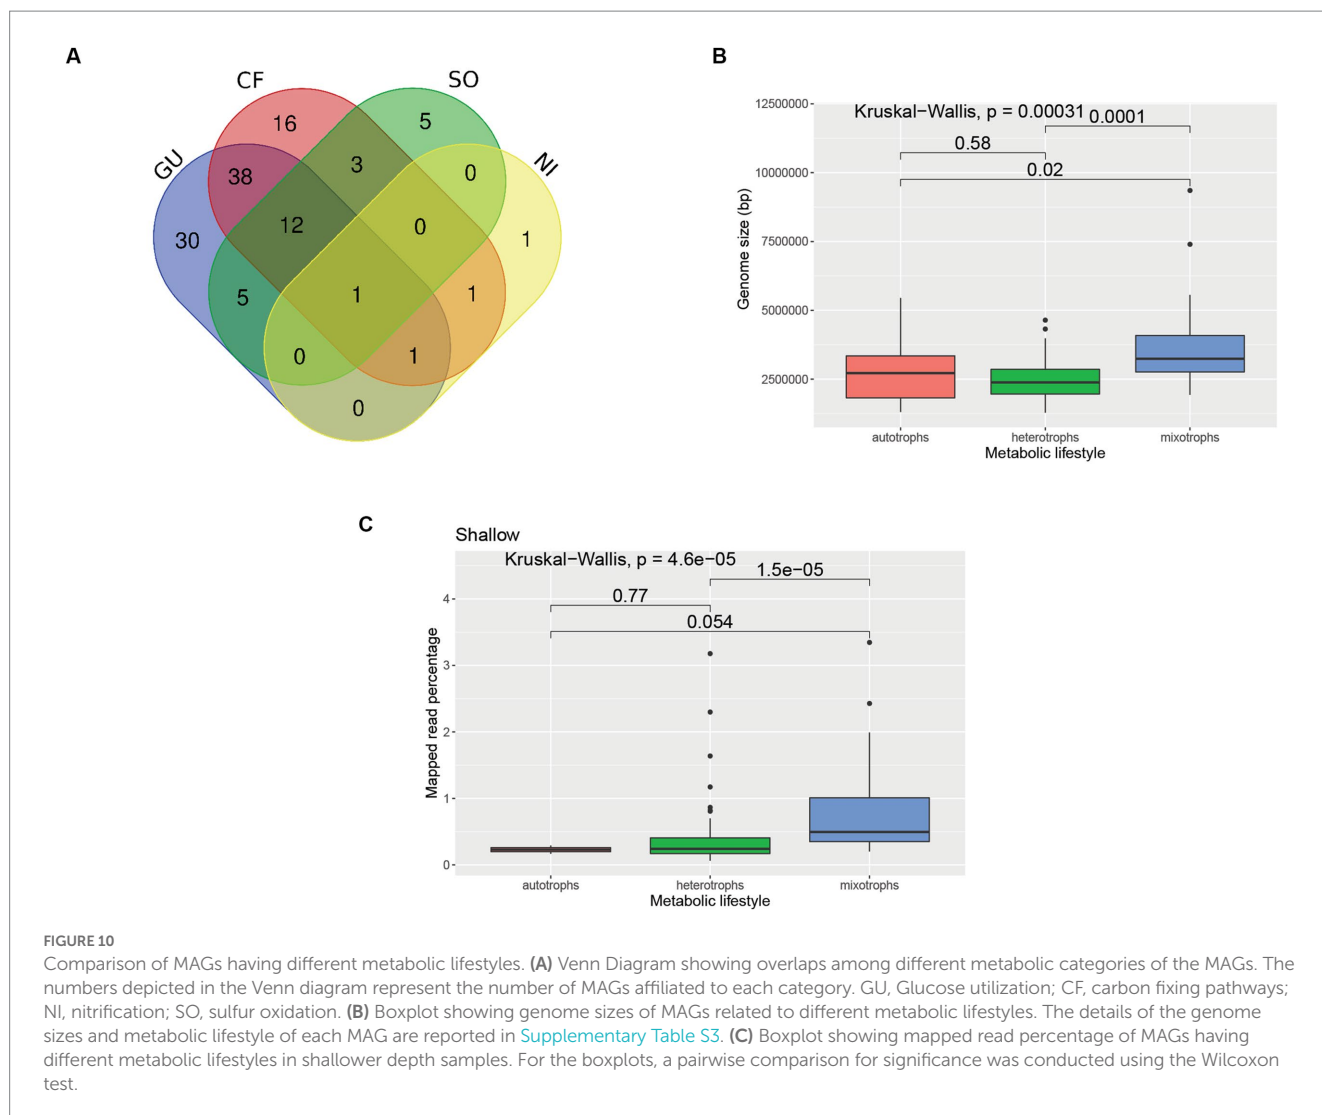 A
CF
SO
GU
NI
16
5
38
3
0
30
12
0
1
5
1
1
0
1
0
B
Kruskal−Wallis, p = 0.00031
0.0001
0.58
0.02
12500000
10000000
7500000
5000000
2500000
Genome size (bp)
autotrophs
heterotrophs
mixotrophs
Metabolic lifestyle
C
Shallow
Kruskal−Wallis, p = 4.6e−05
1.5e−05
0.77
0.054
4
3
2
1
0
Mapped read percentage
autotrophs
heterotrophs
mixotrophs
Metabolic lifestyle
FIGURE 10
Comparison of MAGs having different metabolic lifestyles. (A) Venn Diagram showing overlaps among different metabolic categories of the MAGs. The
numbers depicted in the Venn diagram represent the number of MAGs affiliated to each category. GU, Glucose utilization; CF, carbon fixing pathways;
NI, nitrification; SO, sulfur oxidation. (B) Boxplot showing genome sizes of MAGs related to different metabolic lifestyles. The details of the genome
sizes and metabolic lifestyle of each MAG are reported in Supplementary Table S3. (C) Boxplot showing mapped read percentage of MAGs having
different metabolic lifestyles in shallower depth samples. For the boxplots, a pairwise comparison for significance was conducted using the Wilcoxon
test.